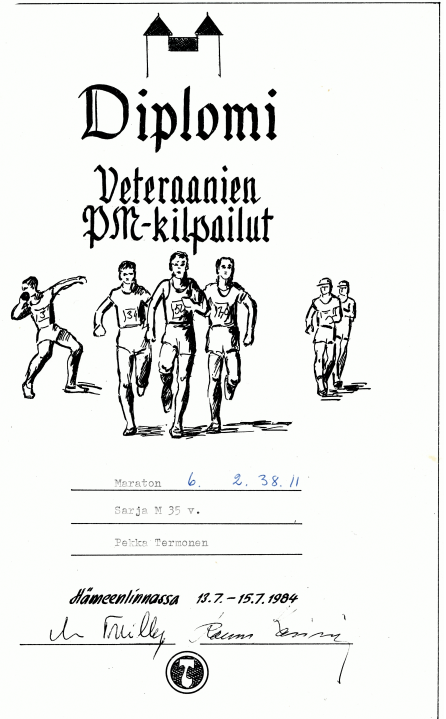 Diplomi
Veteraanien
PM-kilpailut
Maraton 6. 2.38.11
Sarja M 35 v.
Pekka Termonen
Hämeenlinnassa 13.7.-15.7.1984